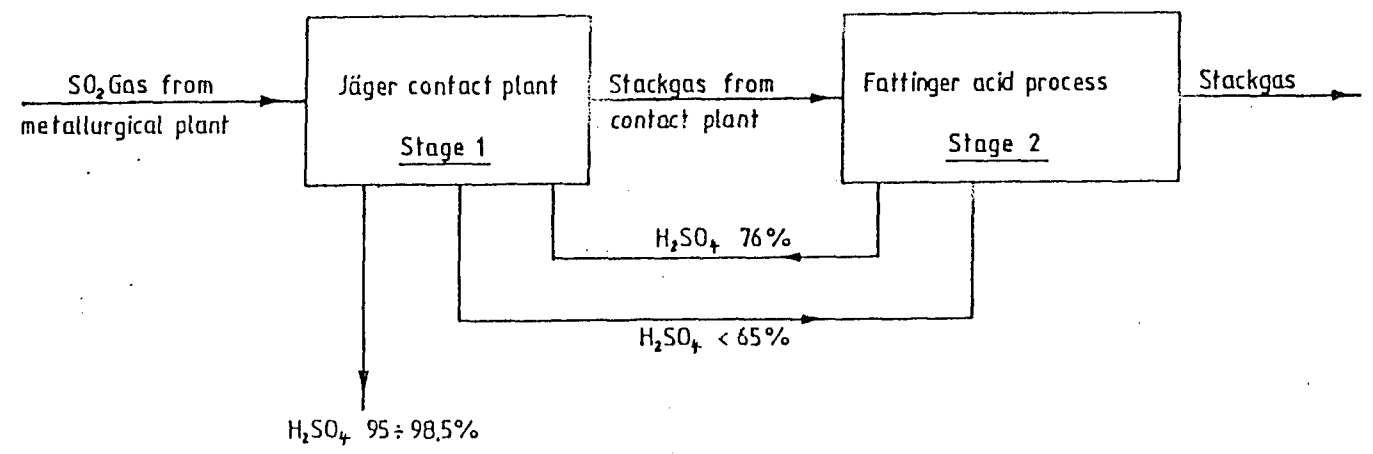 SO₂ Gas from
metallurgical plant
Jäger contact plant
Stage 1
Stackgas from
contact plant
Fattinger acid process
Stage 2
Stackgas
H₂SO₄ 76%
H₂SO₄ < 65%
H₂SO₄ 95÷98,5%